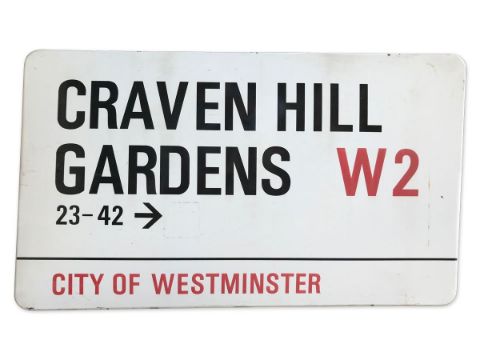 CRAVEN HILL
GARDENS W2
23-42 →
CITY OF WESTMINSTER